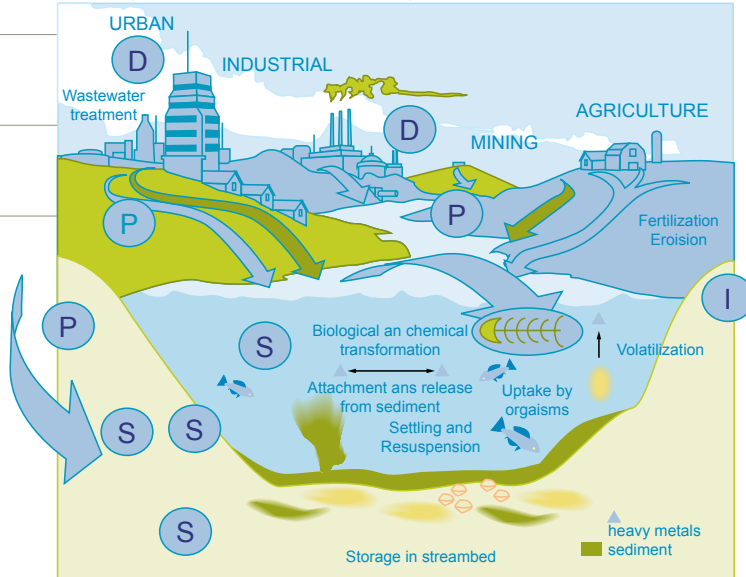 URBAN
D
INDUSTRIAL
Wastewater
treatment
D
AGRICULTURE
MINING
P
P
Fertilization
Eroision
I
P
S
Biological an chemical
transformation
Volatilization
Attachment ans release
from sediment
Uptake by
orgaisms
Settling and
Resuspension
S
S
S
heavy metals
sediment
Storage in streambed